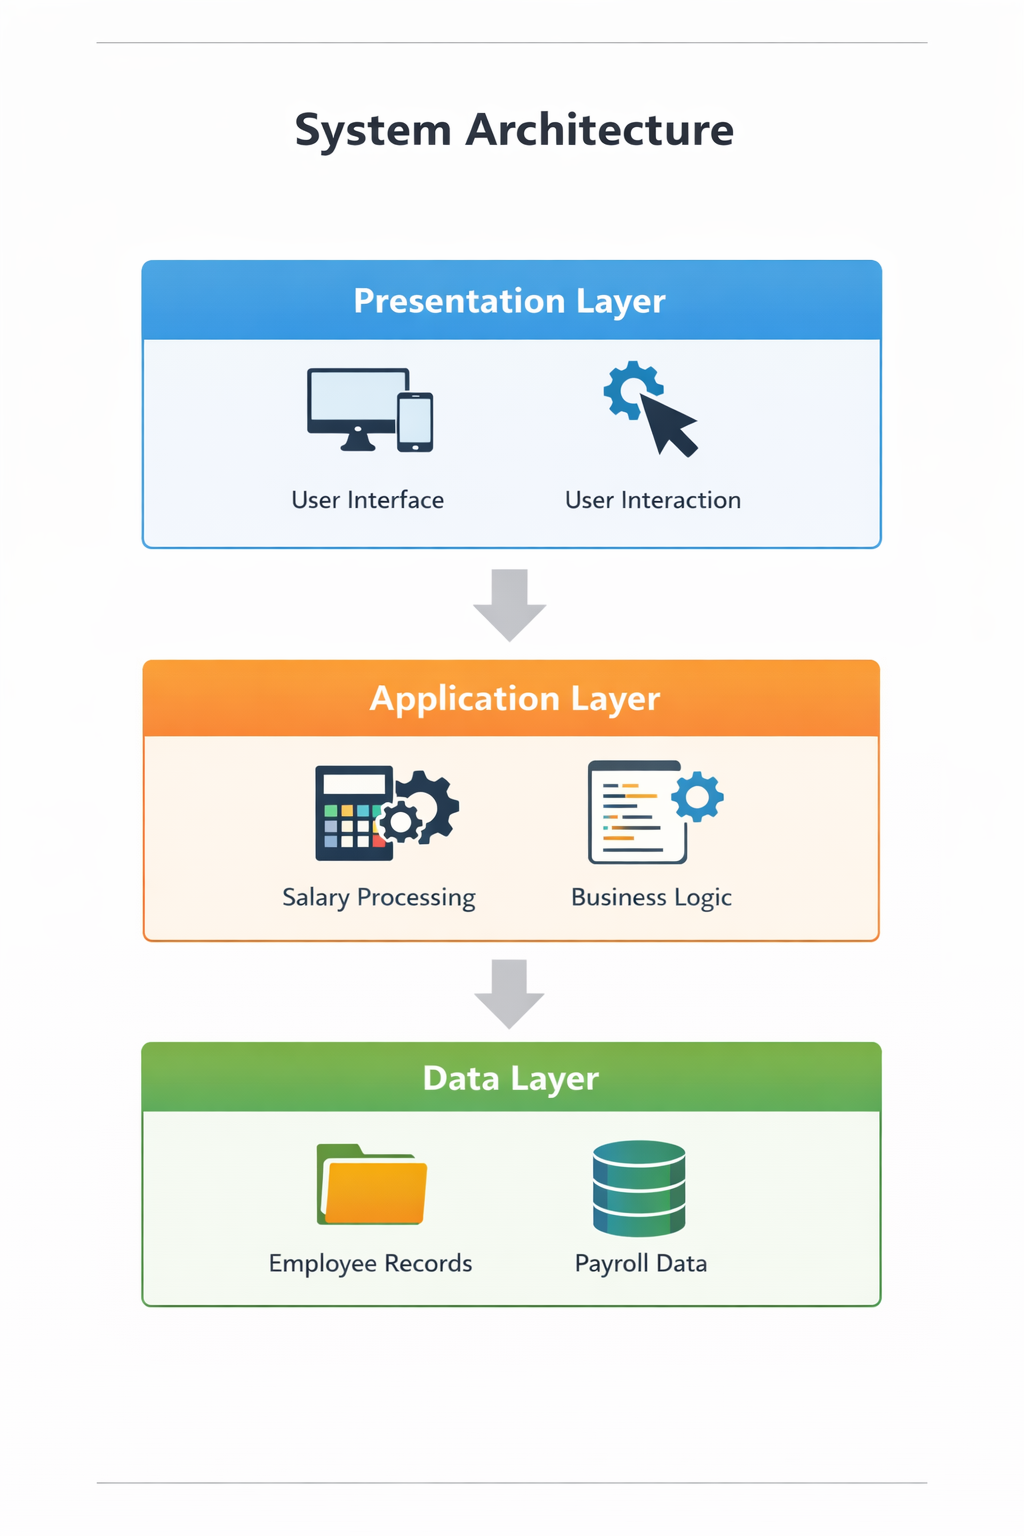 System Architecture
Presentation Layer
User Interface
User Interaction
Application Layer
Salary Processing
Business Logic
Data Layer
Employee Records
Payroll Data